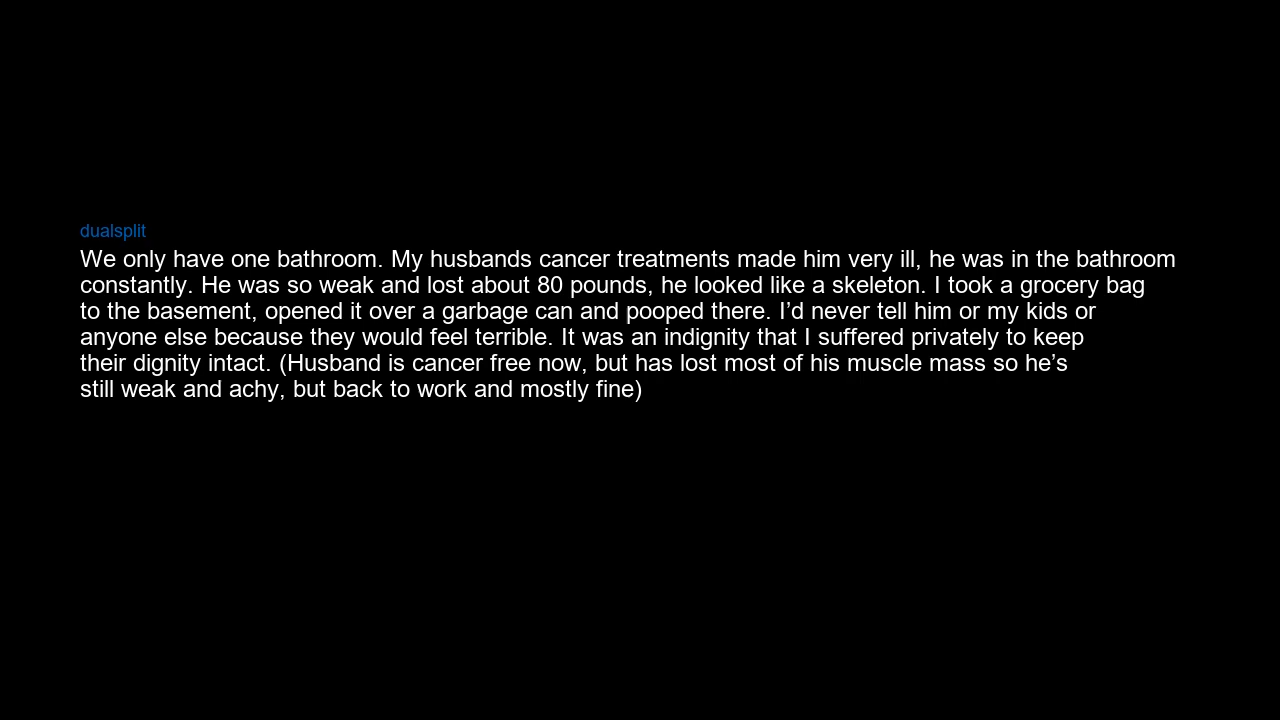 dualsplit
We only have one bathroom. My husbands cancer treatments made him very ill, he was in the bathroom
constantly. He was so weak and lost about 80 pounds, he looked like a skeleton. I took a grocery bag
to the basement, opened it over a garbage can and pooped there. I’d never tell him or my kids or
anyone else because they would feel terrible. It was an indignity that I suffered privately to keep
their dignity intact. (Husband is cancer free now, but has lost most of his muscle mass so he’s
still weak and achy, but back to work and mostly fine)